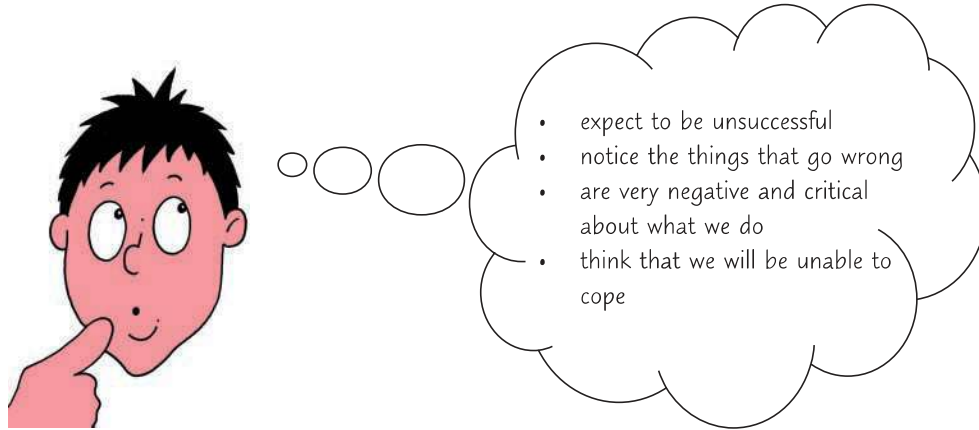 • expect to be unsuccessful
• notice the things that go wrong
• are very negative and critical
about what we do
• think that we will be unable to
cope